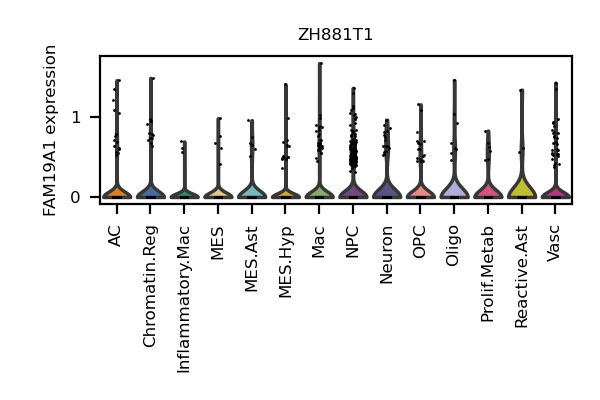 ZH881T1
FAM19A1 expression
1
0
AC
Chromatin.Reg
Inflammatory.Mac
MES
MES.Ast
MES.Hyp
Mac
NPC
Neuron
OPC
Oligo
Prolif.Metab
Reactive.Ast
Vasc